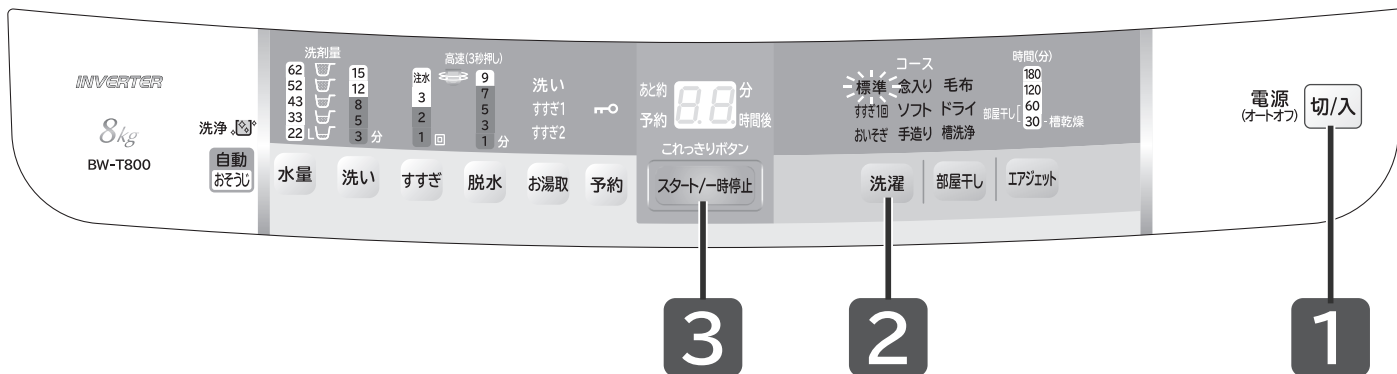 INVERTER
8kg
BW-T800
洗浄
自動
おそうじ
洗剤量
62
52
43
33
22 L
15
12
8
5
3 分
注水
3
2
1 回
高速(3秒押し)
9
7
5
3
1 分
洗い
すすぎ1
すすぎ2
あと約 88 分
予約 時間後
これっきりボタン
コース
標準 念入り 毛布
すすぎ1回 ソフト ドライ
おいそぎ 手造り 槽洗浄
時間(分)
180
120
部屋干し 60
30 - 槽乾燥
電源
(オートオフ)
切/入
水量 洗い すすぎ 脱水 お湯取 予約
スタート/一時停止
洗濯 部屋干し エアジェット
3 2 1